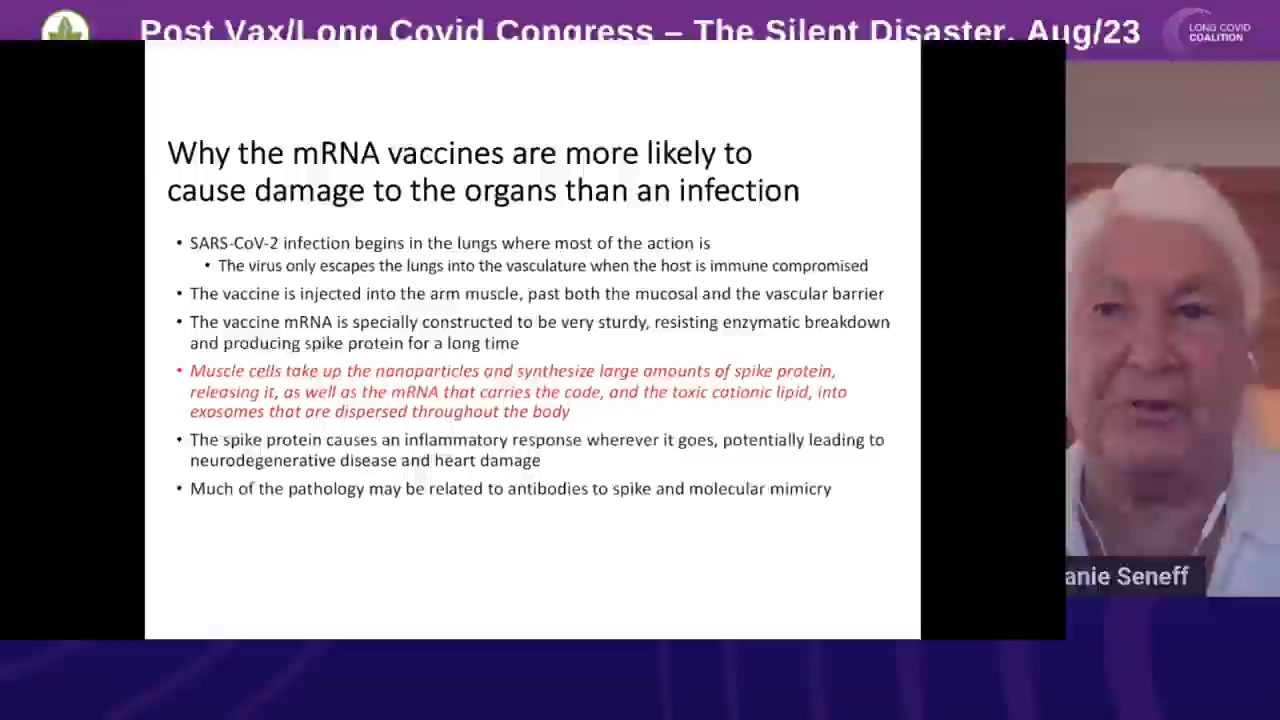 Post Vax/Long Covid Congress – The Silent Disaster, Aug/23
LONG COVID
COALITION
Why the mRNA vaccines are more likely to
cause damage to the organs than an infection
• SARS-CoV-2 infection begins in the lungs where most of the action is
• The virus only escapes the lungs into the vasculature when the host is immune compromised
• The vaccine is injected into the arm muscle, past both the mucosal and the vascular barrier
• The vaccine mRNA is specially constructed to be very sturdy, resisting enzymatic breakdown
and producing spike protein for a long time
• Muscle cells take up the nanoparticles and synthesize large amounts of spike protein,
releasing it, as well as the mRNA that carries the code, and the toxic cationic lipid, into
exosomes that are dispersed throughout the body
• The spike protein causes an inflammatory response wherever it goes, potentially leading to
neurodegenerative disease and heart damage
• Much of the pathology may be related to antibodies to spike and molecular mimicry
anie Seneff